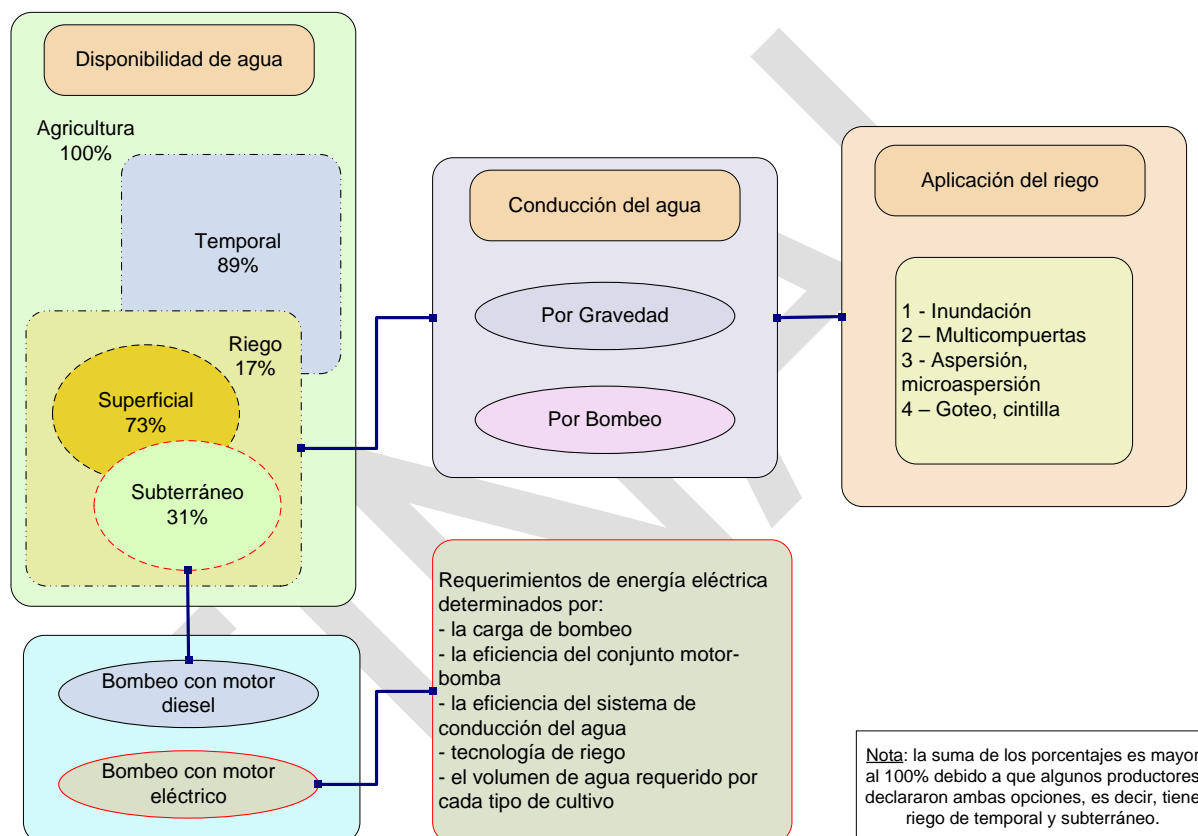 Disponibilidad de agua
Agricultura
100%
Temporal
89%
Riego
17%
Superficial
73%
Subterráneo
31%
Bombeo con motor
diesel
Bombeo con motor
eléctrico
Conducción del agua
Por Gravedad
Por Bombeo
Requerimientos de energía eléctrica
determinados por:
- la carga de bombeo
- la eficiencia del conjunto motor-
bomba
- la eficiencia del sistema de
conducción del agua
- tecnología de riego
- el volumen de agua requerido por
cada tipo de cultivo
Aplicación del riego
1 - Inundación
2 – Multicompuertas
3 - Aspersión,
microaspersión
4 – Goteo, cintilla
Nota: la suma de los porcentajes es mayor
al 100% debido a que algunos productores
declararon ambas opciones, es decir, tiene
riego de temporal y subterráneo.